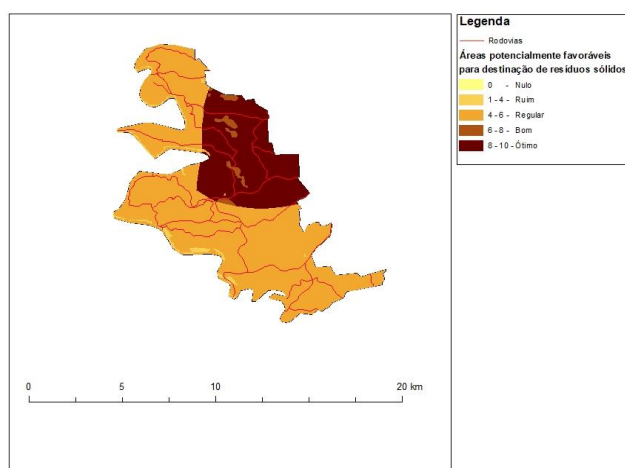 Legenda
Rodovias
Áreas potencialmente favoráveis
para destinação de resíduos sólidos
0 - Nulo
1 - 4 - Ruim
4 - 6 - Regular
6 - 8 - Bom
8 - 10 - Ótimo
0 5 10 20 km